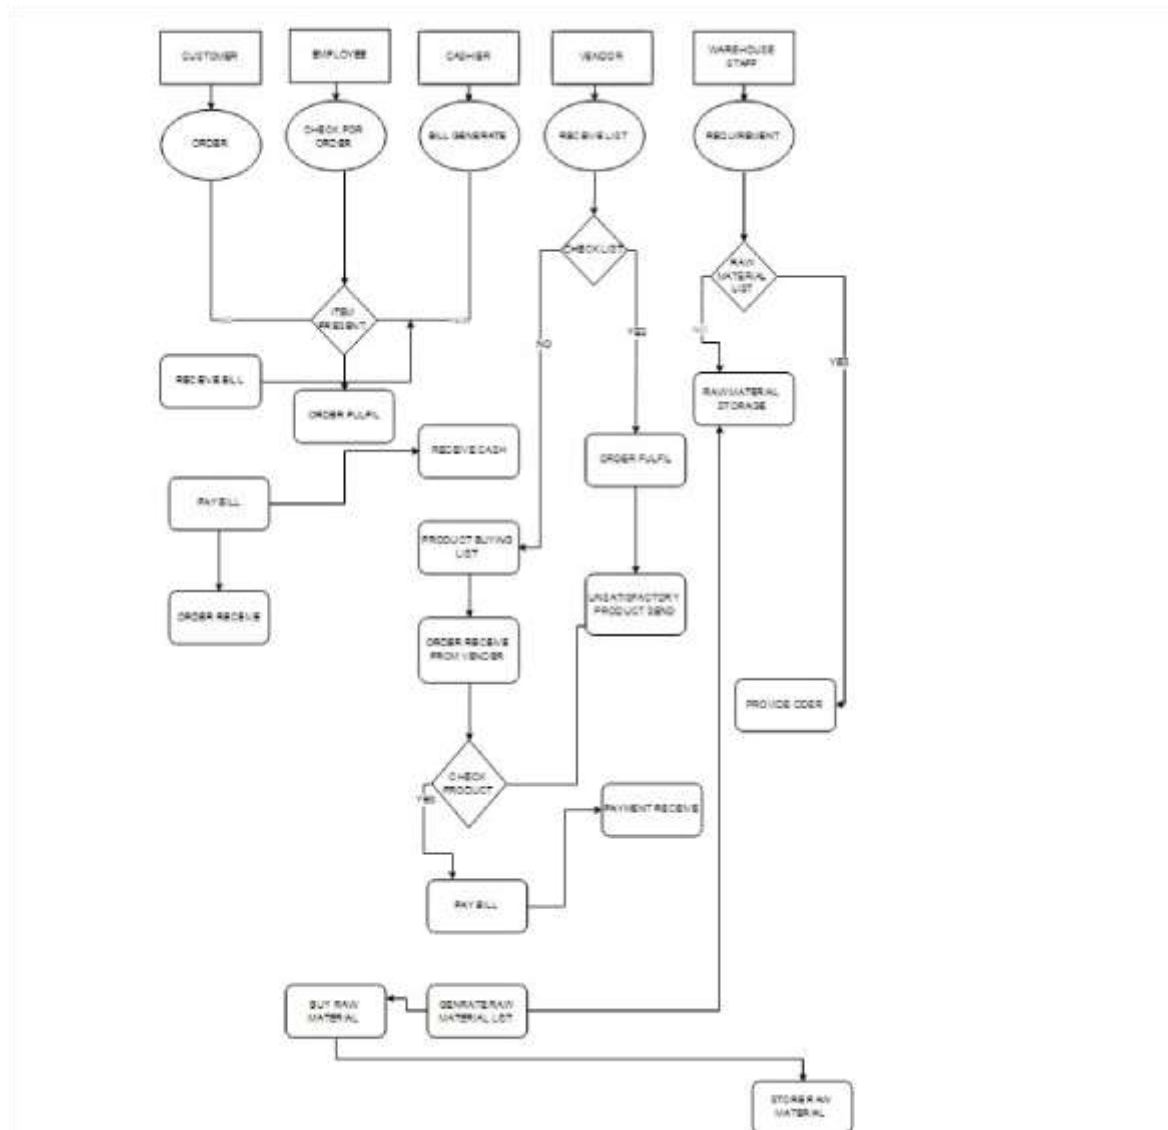 CUSTOMER
EMPLOYEE
CASHIER
VENDOR
WAREHOUSE
STAFF
ORDER
CHECK FOR
ORDER
BILL GENERATE
RECEIVE LIST
REQUIREMENT
CHECK LIST
RAW
MATERIAL
LIST
ITEM
PRESENT
NO
YES
NO
YES
RECEIVE BILL
ORDER FULFIL
RAW MATERIAL
STORAGE
RECEIVE CASH
ORDER FULFIL
PAY BILL
PRODUCT BUYING
LIST
UNSATISFACTORY
PRODUCT SEND
ORDER RECEIVE
ORDER RECEIVE
FROM VENDER
PROVIDE ODER
CHECK
PRODUCT
YES
PAYMENT RECEIVE
PAY BILL
BUY RAW
MATERIAL
GENRATE RAW
MATERIAL LIST
STORE RAW
MATERIAL